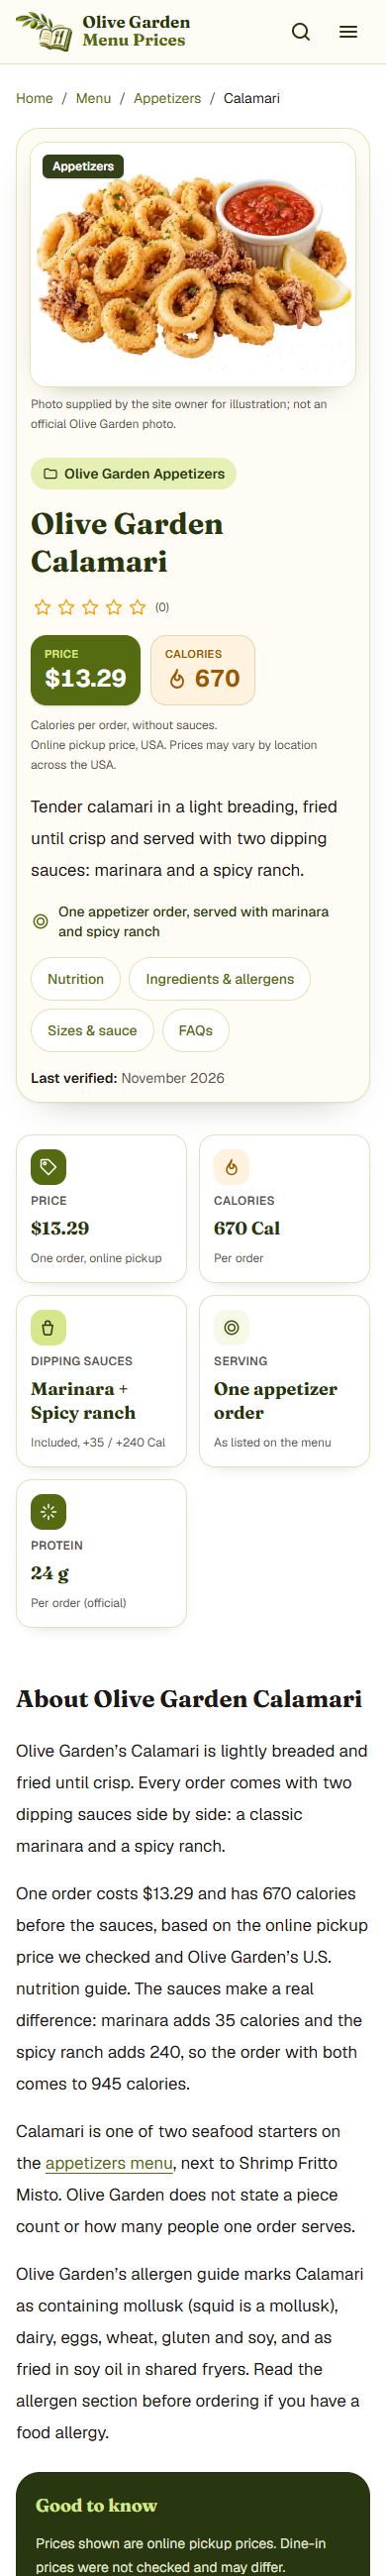 Olive Garden
Menu Prices
Home / Menu / Appetizers / Calamari
Appetizers
Photo supplied by the site owner for illustration; not an
official Olive Garden photo.
Olive Garden Appetizers
Olive Garden
Calamari
(0)
PRICE
$13.29
CALORIES
670
Calories per order, without sauces.
Online pickup price, USA. Prices may vary by location
across the USA.
Tender calamari in a light breading, fried
until crisp and served with two dipping
sauces: marinara and a spicy ranch.
One appetizer order, served with marinara
and spicy ranch
Nutrition
Ingredients & allergens
Sizes & sauce
FAQs
Last verified: November 2026
PRICE
$13.29
One order, online pickup
CALORIES
670 Cal
Per order
DIPPING SAUCES
Marinara +
Spicy ranch
Included, +35 / +240 Cal
SERVING
One appetizer
order
As listed on the menu
PROTEIN
24 g
Per order (official)
About Olive Garden Calamari
Olive Garden’s Calamari is lightly breaded and
fried until crisp. Every order comes with two
dipping sauces side by side: a classic
marinara and a spicy ranch.
One order costs $13.29 and has 670 calories
before the sauces, based on the online pickup
price we checked and Olive Garden’s U.S.
nutrition guide. The sauces make a real
difference: marinara adds 35 calories and the
spicy ranch adds 240, so the order with both
comes to 945 calories.
Calamari is one of two seafood starters on
the appetizers menu, next to Shrimp Fritto
Misto. Olive Garden does not state a piece
count or how many people one order serves.
Olive Garden’s allergen guide marks Calamari
as containing mollusk (squid is a mollusk),
dairy, eggs, wheat, gluten and soy, and as
fried in soy oil in shared fryers. Read the
allergen section before ordering if you have a
food allergy.
Good to know
Prices shown are online pickup prices. Dine-in
prices were not checked and may differ.